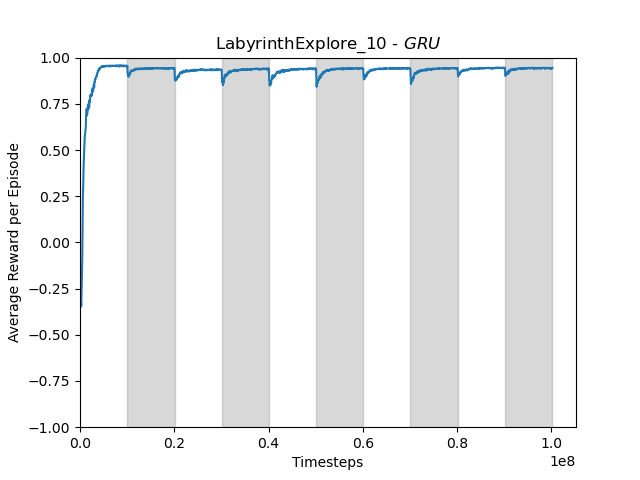 LabyrinthExplore_10 - GRU
1.00
0.75
0.50
0.25
0.00
−0.25
−0.50
−0.75
−1.00
Average Reward per Episode
0.0 0.2 0.4 0.6 0.8 1.0
1e8
Timesteps